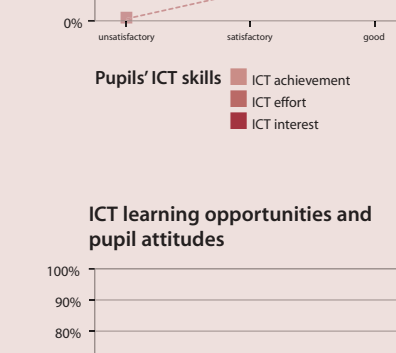 0%
unsatisfactory satisfactory good
Pupils’ ICT skills ICT achievement
ICT effort
ICT interest
ICT learning opportunities and
pupil attitudes
100%
90%
80%